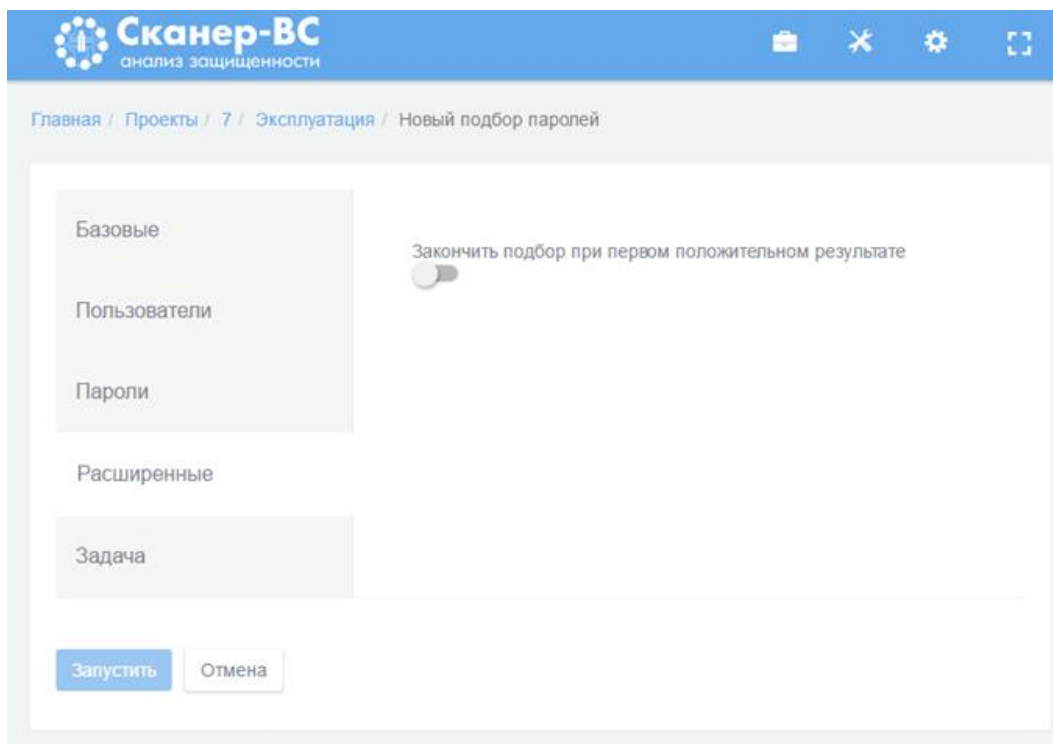 Сканер-ВС
анализ защищенности
Главная / Проекты / 7 / Эксплуатация / Новый подбор паролей
Базовые
Закончить подбор при первом положительном результате
Пользователи
Пароли
Расширенные
Задача
Запустить
Отмена